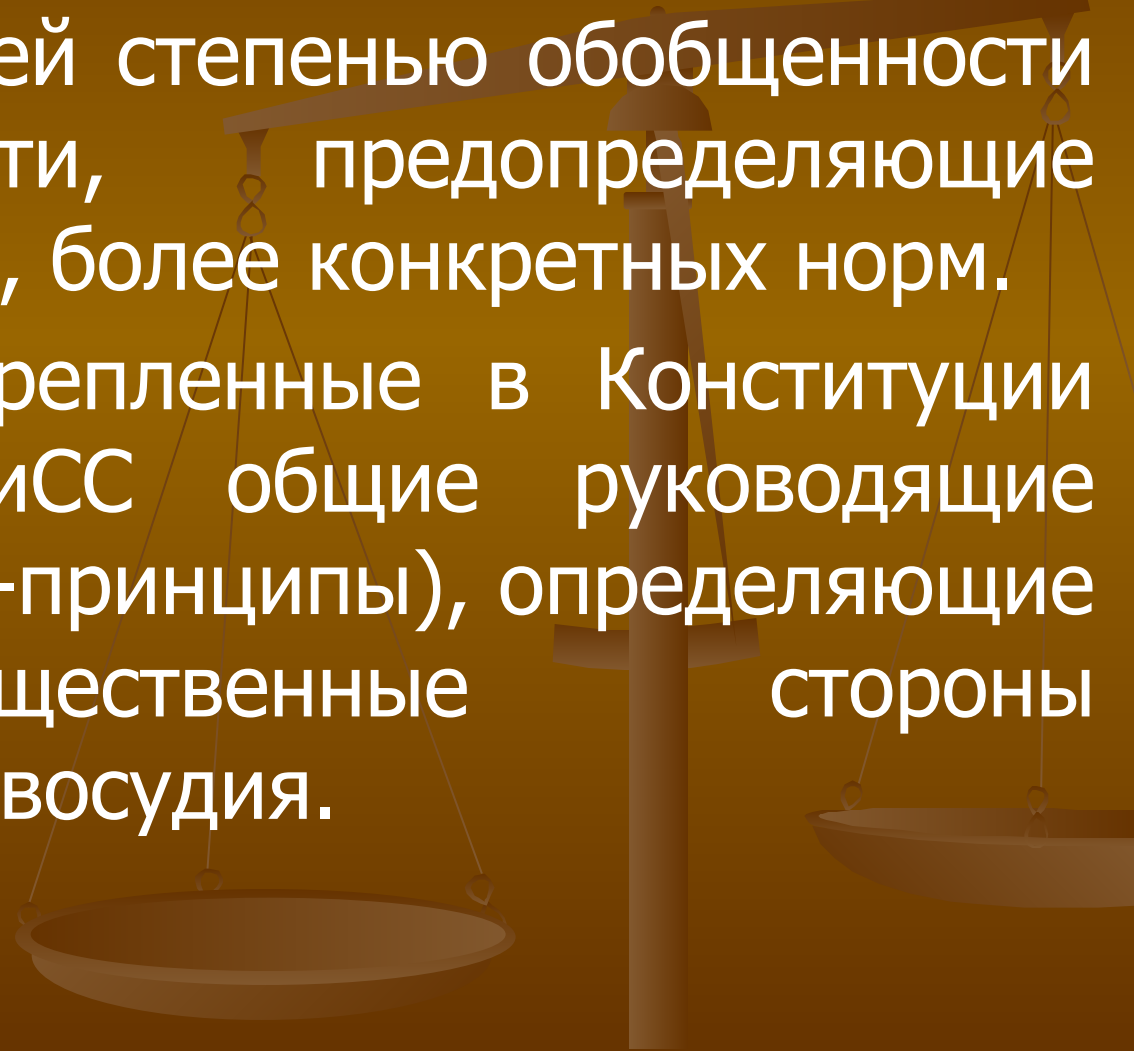 ей степенью обобщенности
ти, предопределяющие
, более конкретных норм.
репленные в Конституции
иСС общие руководящие
-принципы), определяющие
щественные стороны
восудия.